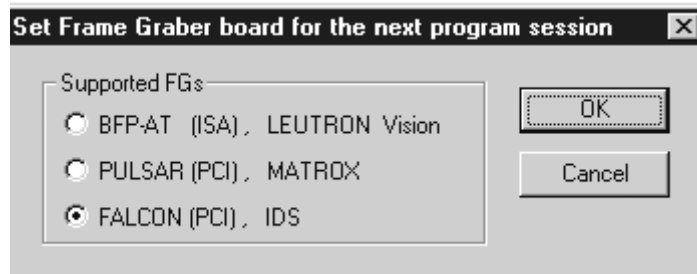 Set Frame Graber board for the next program session
Supported FGs
BFP-AT (ISA) , LEUTRON Vision
PULSAR (PCI) , MATROX
FALCON (PCI) , IDS
OK
Cancel